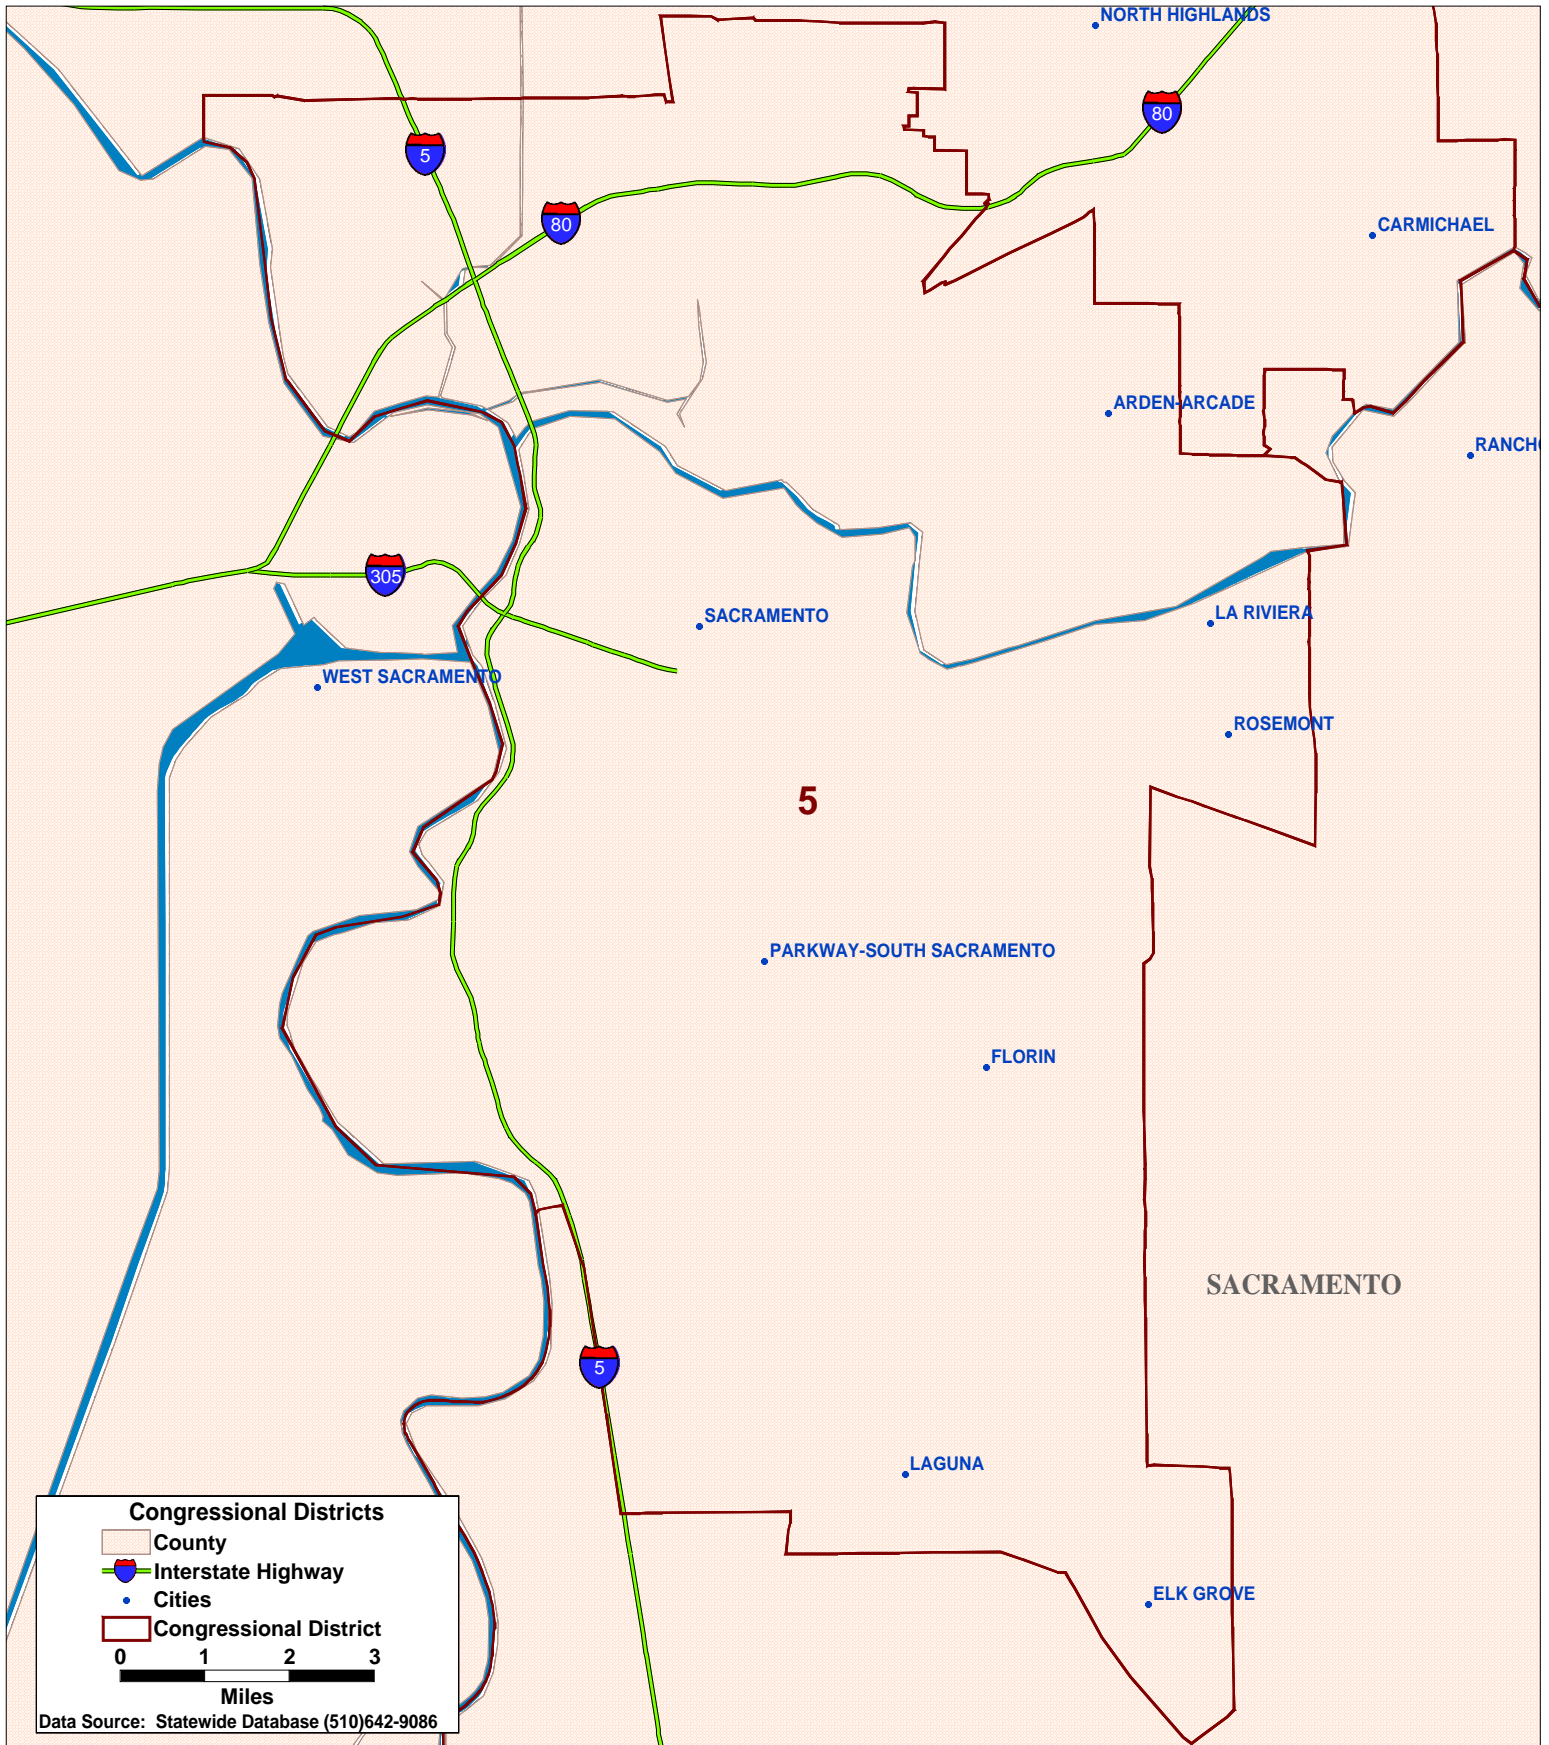 NORTH HIGHLANDS
80
5
80
CARMICHAEL
ARDEN-ARCADE
RANCHO
305
SACRAMENTO
LA RIVIERA
WEST SACRAMENTO
ROSEMONT
5
PARKWAY-SOUTH SACRAMENTO
FLORIN
SACRAMENTO
5
LAGUNA
ELK GROVE
Congressional Districts
County
Interstate Highway
Cities
Congressional District
0 1 2 3
Miles
Data Source: Statewide Database (510)642-9086